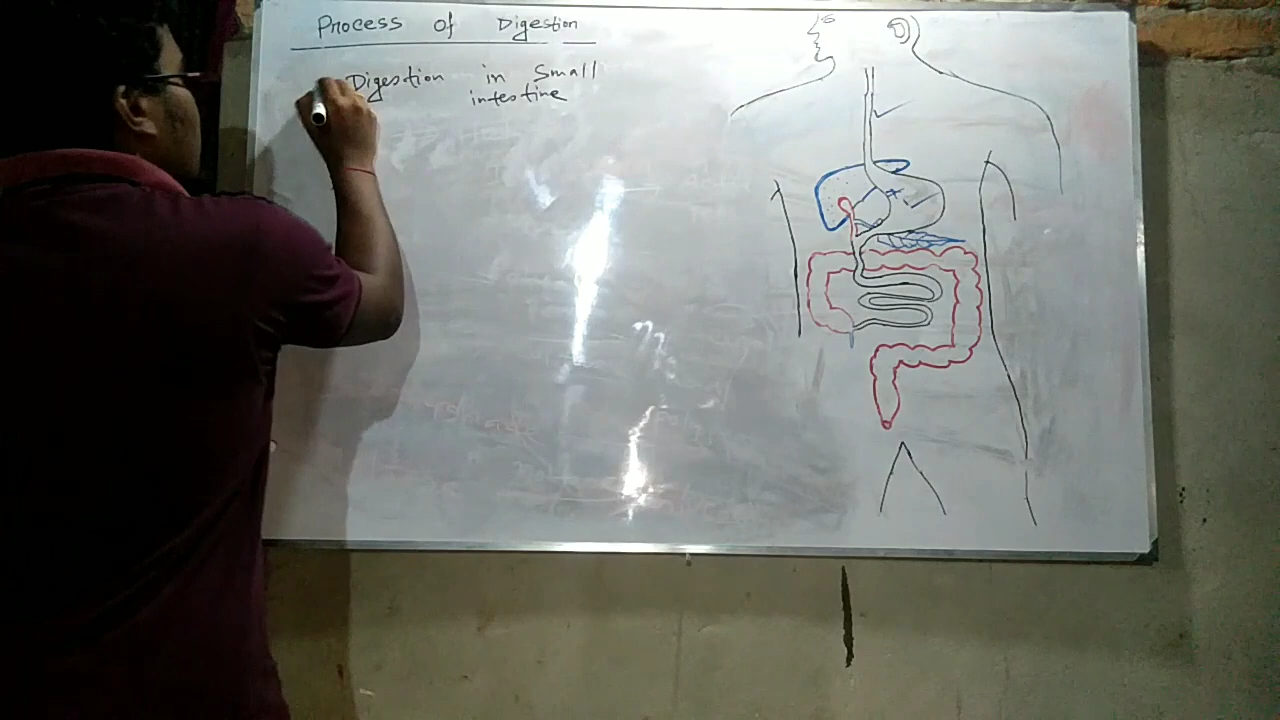 Process of Digestion
Digestion in Small
intestine